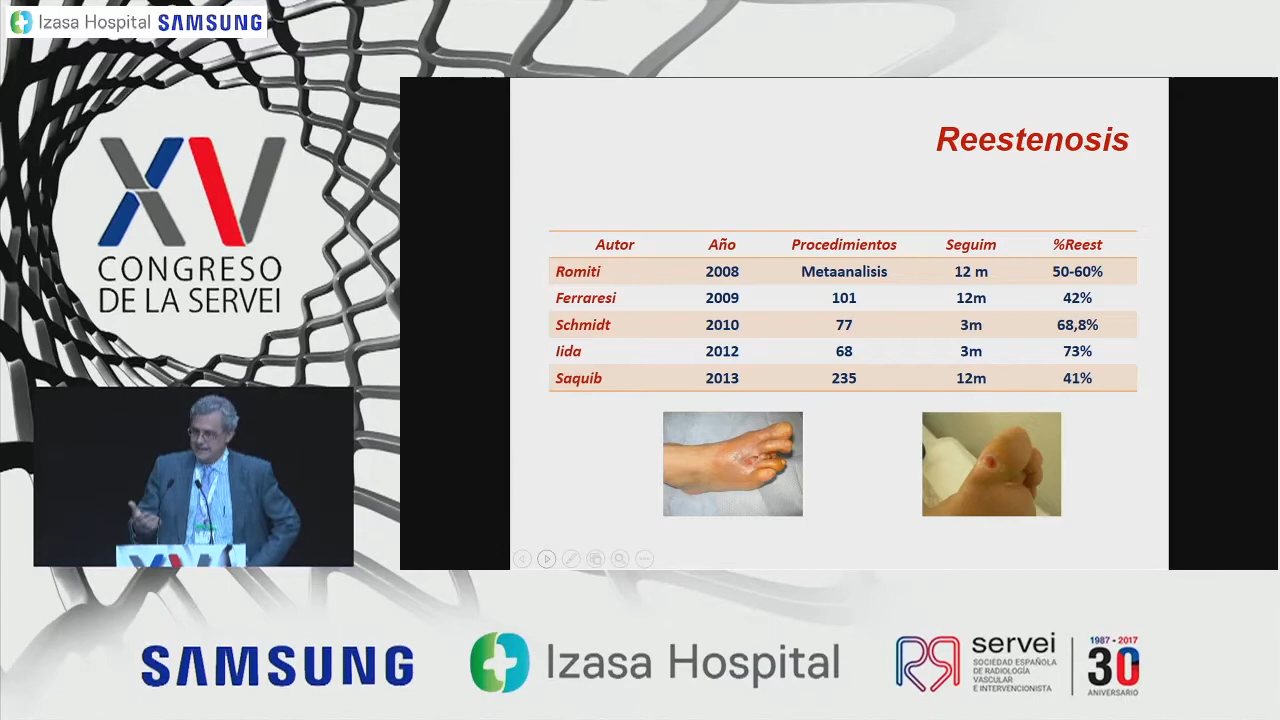 Izasa Hospital SAMSUNG
XV
CONGRESO
DE LA SERVEI
Reestenosis
Autor Año Procedimientos Seguim %Reest
Romiti 2008 Metaanalisis 12 m 50-60%
Ferraresi 2009 101 12m 42%
Schmidt 2010 77 3m 68,8%
Iida 2012 68 3m 73%
Saquib 2013 235 12m 41%
XV
SAMSUNG
Izasa Hospital
servei
SOCIEDAD ESPAÑOLA
DE RADIOLOGÍA
VASCULAR
E INTERVENCIONISTA
1987 • 2017
30
ANIVERSARIO